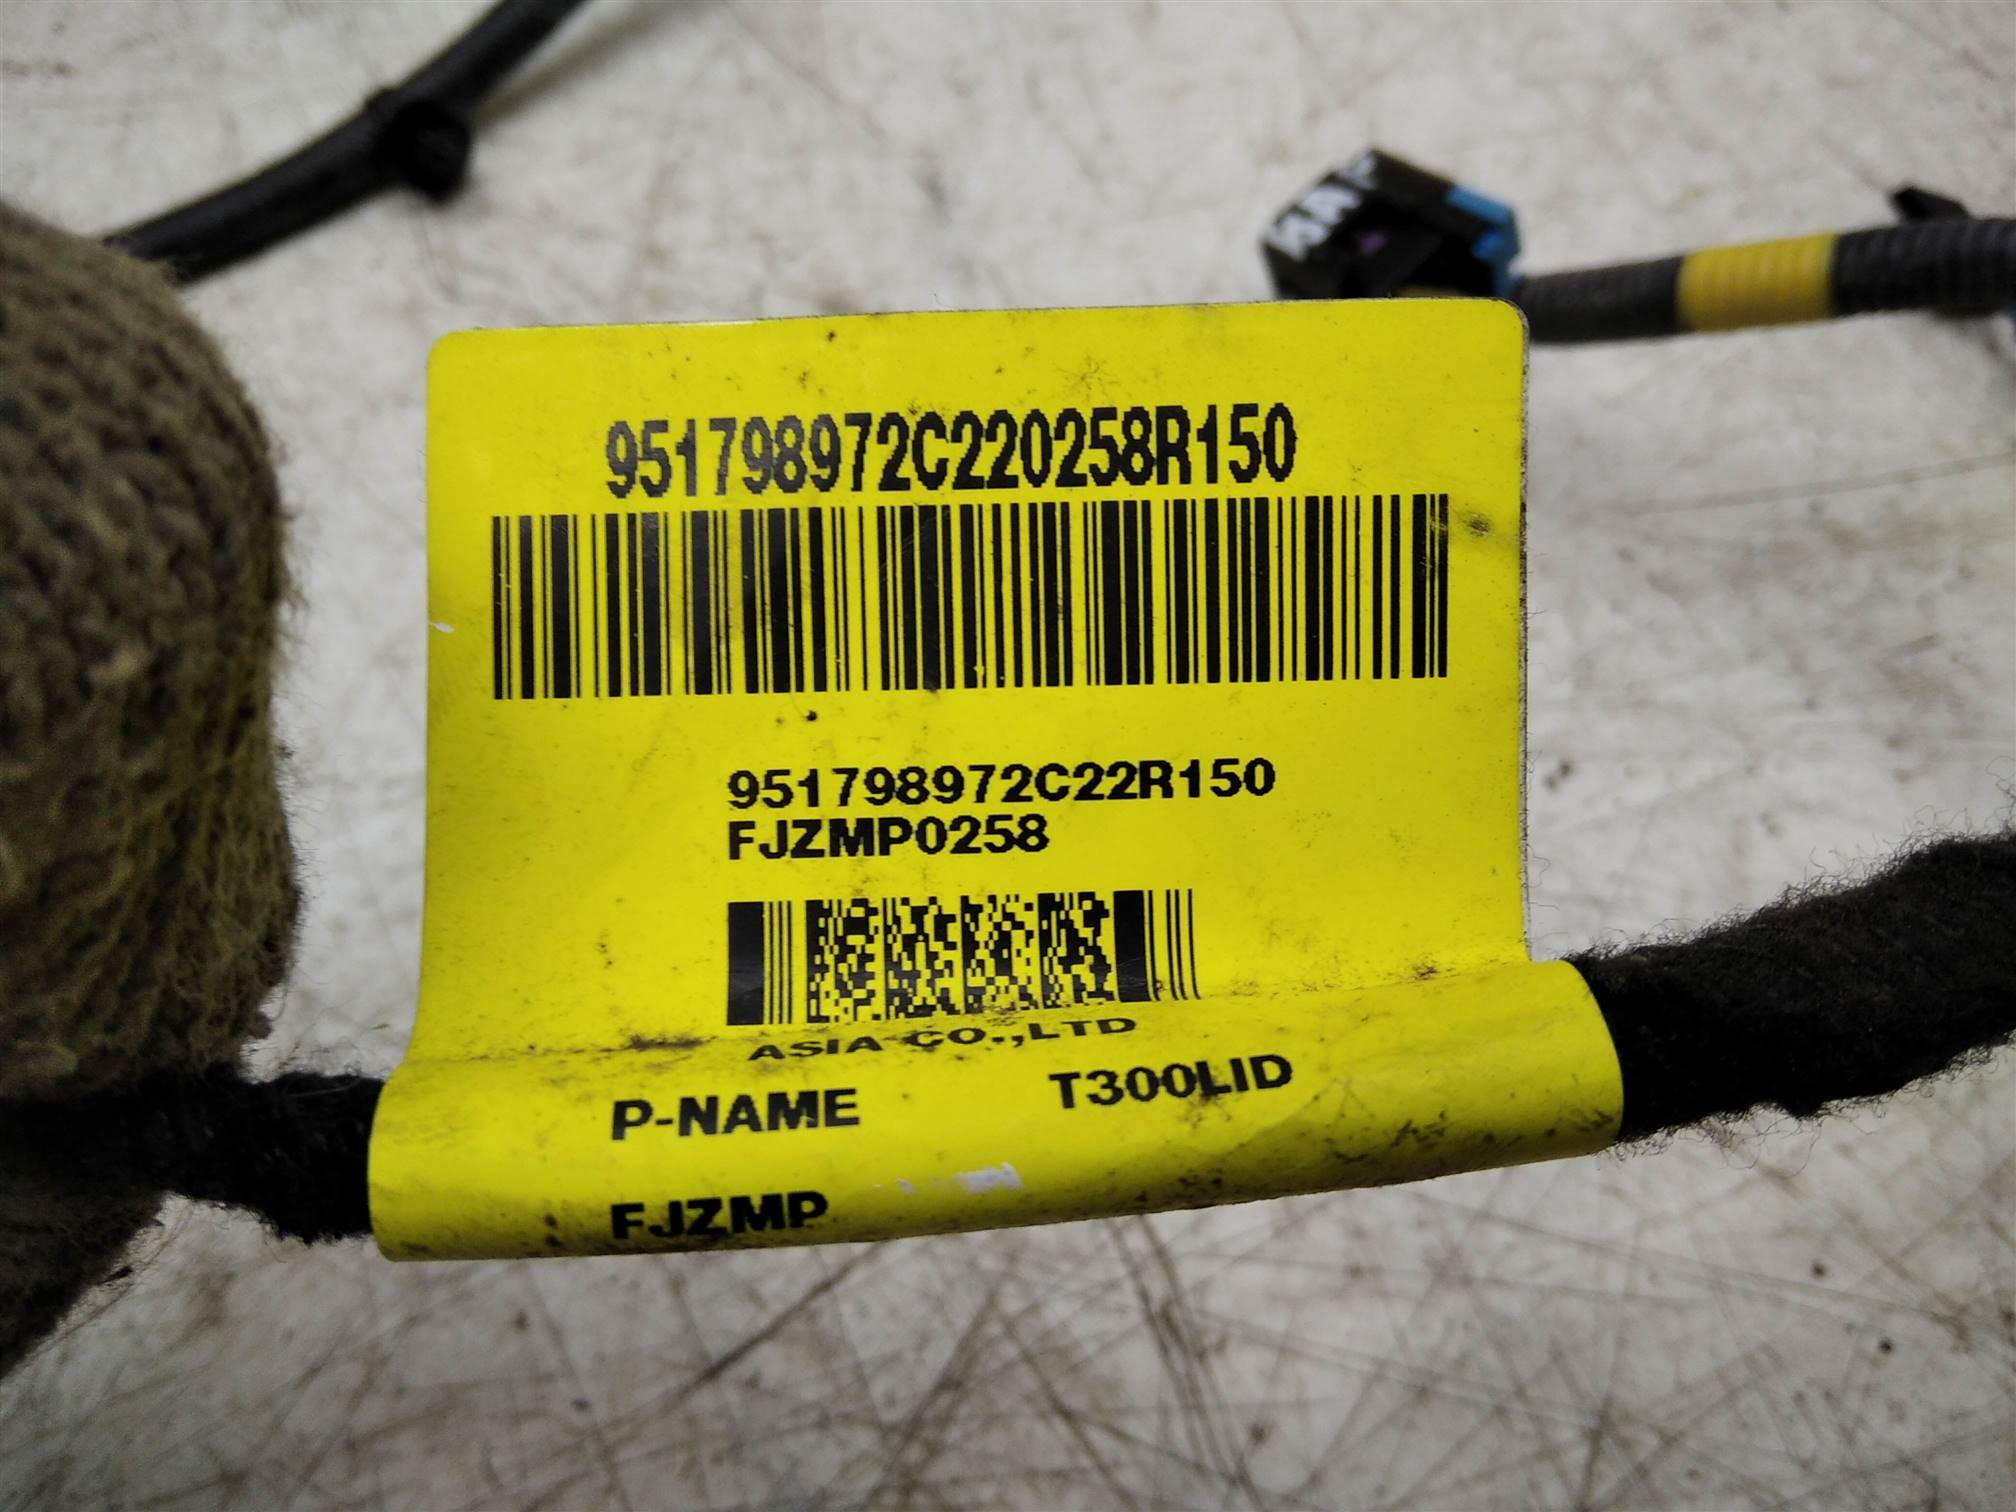 951798972C220258R150
951798972C22R150
FJZMP0258
ASIA CO.,LTD
P-NAME T300LID
FJZMP